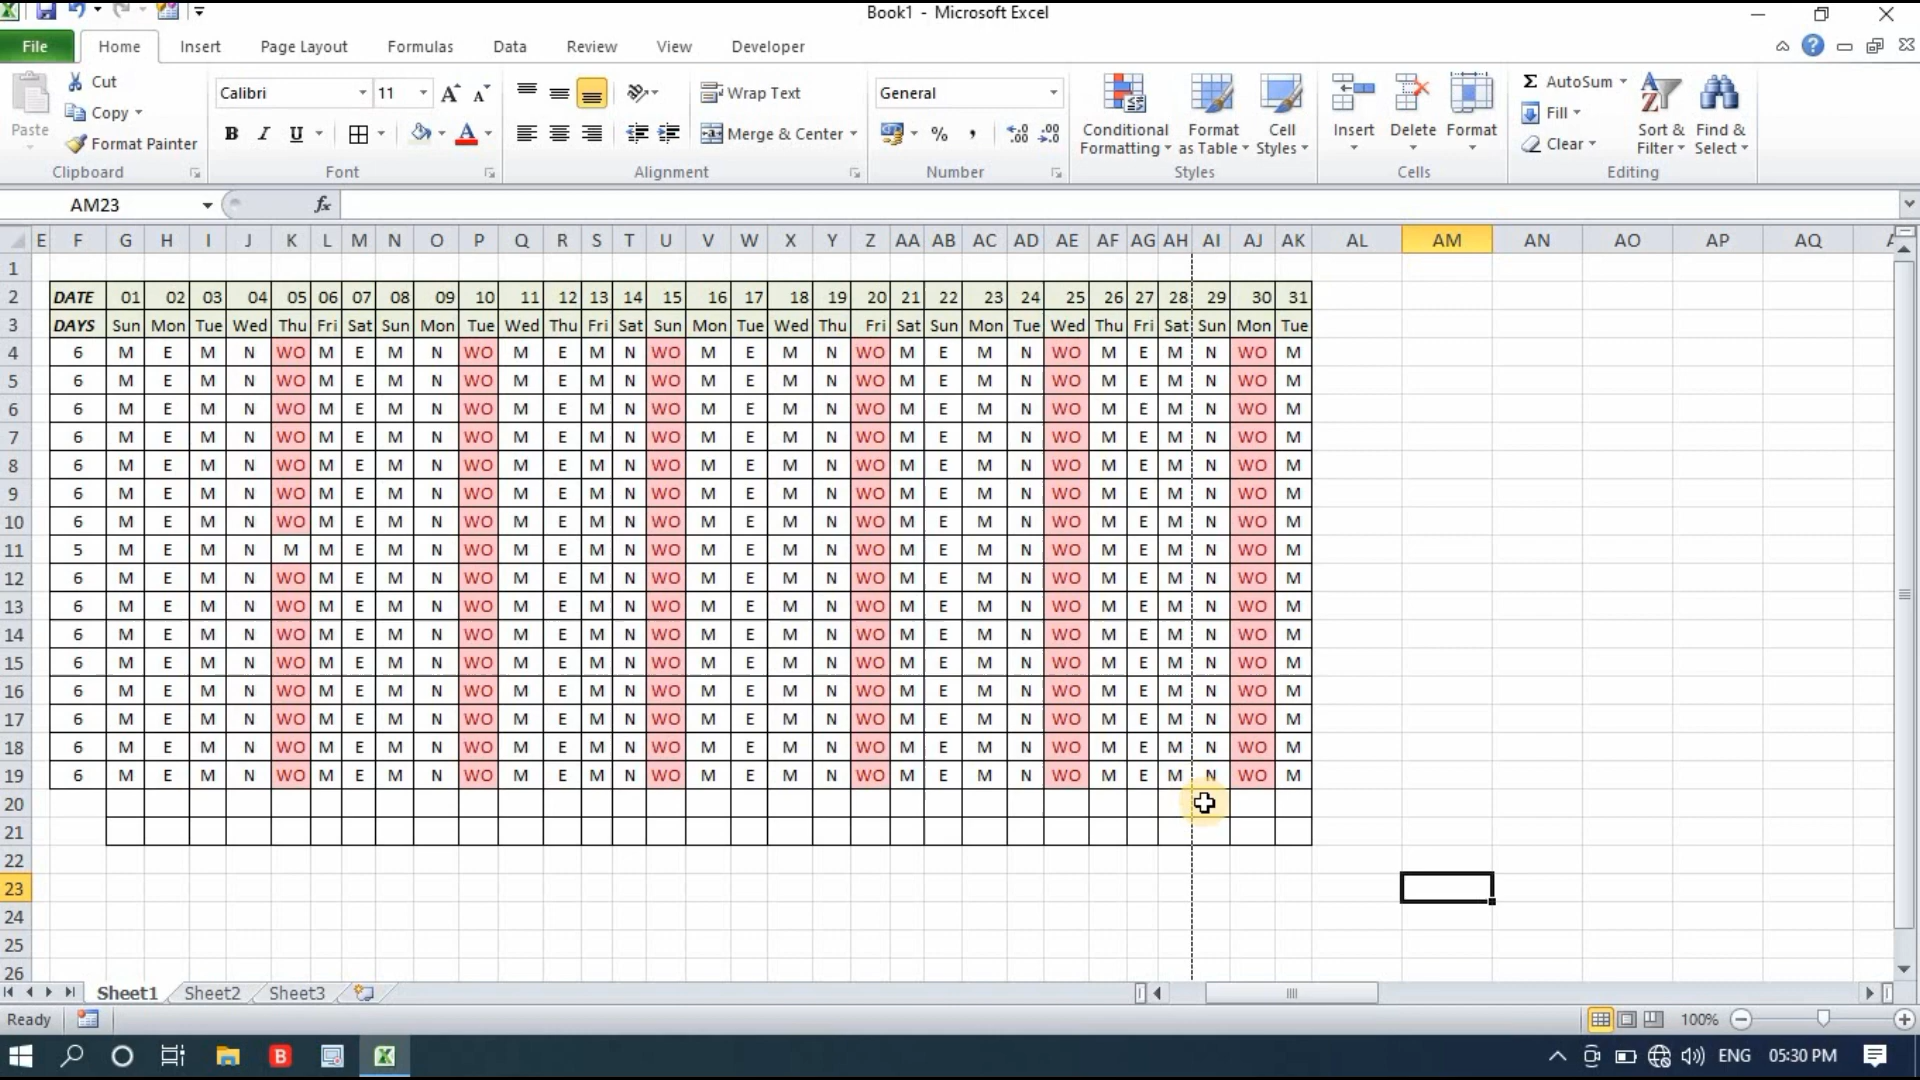 Book1 - Microsoft Excel
File Home Insert Page Layout Formulas Data Review View Developer
Paste Cut Copy Format Painter Clipboard
Calibri 11 B I U Font
Wrap Text Merge & Center Alignment
General % , Number
Conditional Formatting Format as Table Cell Styles Styles
Insert Delete Format Cells
Σ AutoSum Fill Clear Sort & Filter Find & Select Editing
AM23 fx
E F G H I J K L M N O P Q R S T U V W X Y Z AA AB AC AD AE AF AG AH AI AJ AK AL AM AN AO AP AQ
1
2 DATE 01 02 03 04 05 06 07 08 09 10 11 12 13 14 15 16 17 18 19 20 21 22 23 24 25 26 27 28 29 30 31
3 DAYS Sun Mon Tue Wed Thu Fri Sat Sun Mon Tue Wed Thu Fri Sat Sun Mon Tue Wed Thu Fri Sat Sun Mon Tue Wed Thu Fri Sat Sun Mon Tue
4 6 M E M N WO M E M N WO M E M N WO M E M N WO M E M N WO M E M N WO M
5 6 M E M N WO M E M N WO M E M N WO M E M N WO M E M N WO M E M N WO M
6 6 M E M N WO M E M N WO M E M N WO M E M N WO M E M N WO M E M N WO M
7 6 M E M N WO M E M N WO M E M N WO M E M N WO M E M N WO M E M N WO M
8 6 M E M N WO M E M N WO M E M N WO M E M N WO M E M N WO M E M N WO M
9 6 M E M N WO M E M N WO M E M N WO M E M N WO M E M N WO M E M N WO M
10 6 M E M N WO M E M N WO M E M N WO M E M N WO M E M N WO M E M N WO M
11 5 M E M N M M E M N WO M E M N WO M E M N WO M E M N WO M E M N WO M
12 6 M E M N WO M E M N WO M E M N WO M E M N WO M E M N WO M E M N WO M
13 6 M E M N WO M E M N WO M E M N WO M E M N WO M E M N WO M E M N WO M
14 6 M E M N WO M E M N WO M E M N WO M E M N WO M E M N WO M E M N WO M
15 6 M E M N WO M E M N WO M E M N WO M E M N WO M E M N WO M E M N WO M
16 6 M E M N WO M E M N WO M E M N WO M E M N WO M E M N WO M E M N WO M
17 6 M E M N WO M E M N WO M E M N WO M E M N WO M E M N WO M E M N WO M
18 6 M E M N WO M E M N WO M E M N WO M E M N WO M E M N WO M E M N WO M
19 6 M E M N WO M E M N WO M E M N WO M E M N WO M E M N WO M E M N WO M
20
21
22
23
24
25
26
Sheet1 Sheet2 Sheet3
Ready 100%
B ENG 05:30 PM